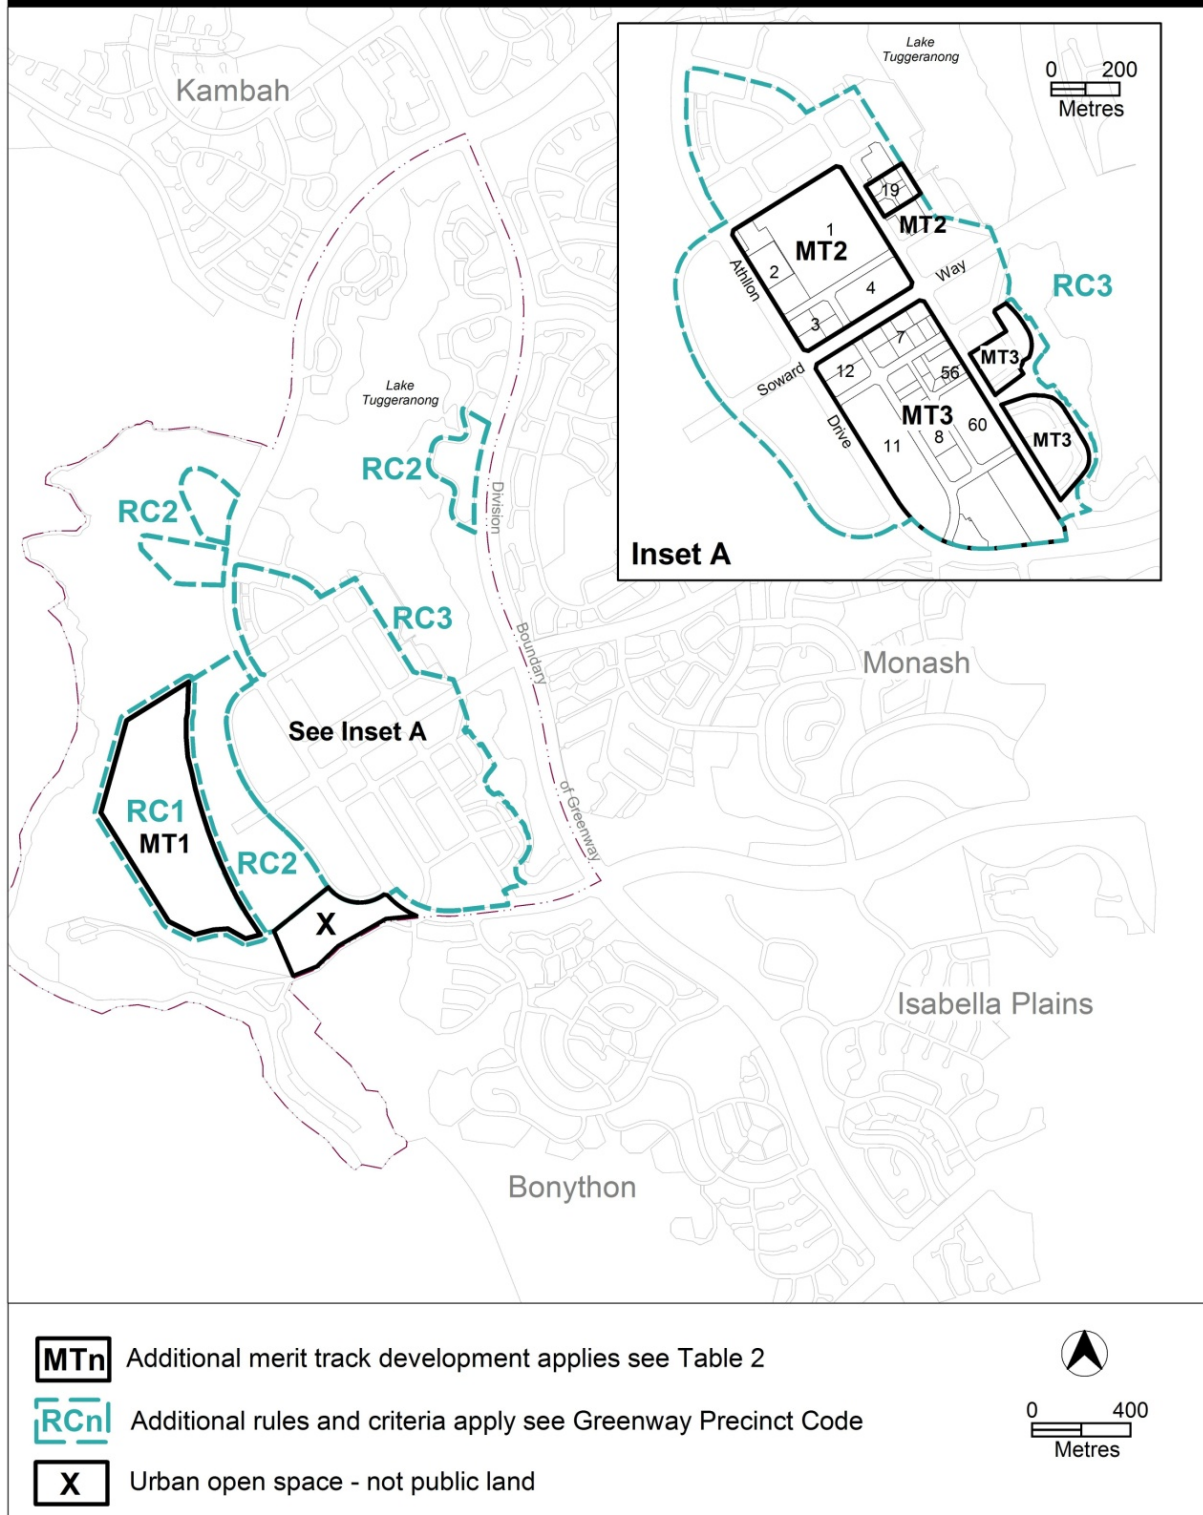 Kambah
Lake
Tuggeranong
0 200
Metres
19
MT2
1
MT2
2
Athllon
Way
4
RC3
3
7
MT3
Soward
12
56
MT3
Drive
60
8
11
MT3
Inset A
Lake
Tuggeranong
RC2
RC2
Division
RC3
Boundary
Monash
See Inset A
of Greenway
RC1
MT1
RC2
X
Isabella Plains
Bonython
MTn Additional merit track development applies see Table 2
RCn Additional rules and criteria apply see Greenway Precinct Code
0 400
Metres
X Urban open space - not public land